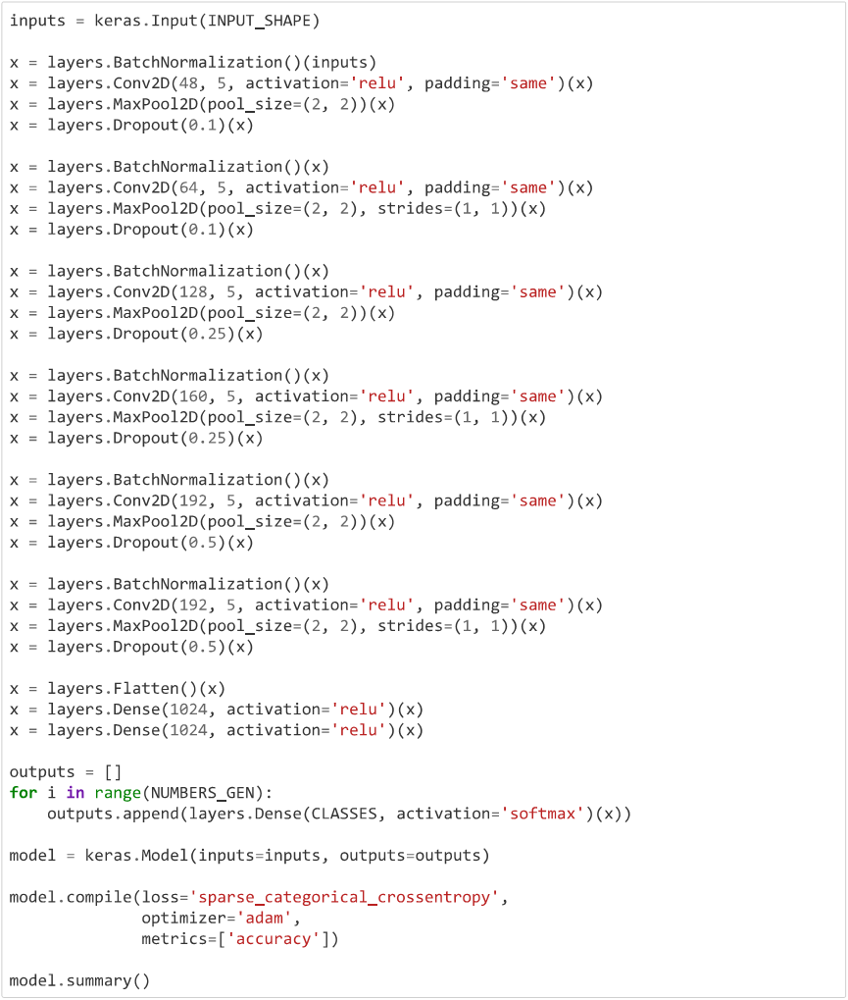 inputs = keras.Input(INPUT_SHAPE)

x = layers.BatchNormalization()(inputs)
x = layers.Conv2D(48, 5, activation='relu', padding='same')(x)
x = layers.MaxPool2D(pool_size=(2, 2))(x)
x = layers.Dropout(0.1)(x)

x = layers.BatchNormalization()(x)
x = layers.Conv2D(64, 5, activation='relu', padding='same')(x)
x = layers.MaxPool2D(pool_size=(2, 2), strides=(1, 1))(x)
x = layers.Dropout(0.1)(x)

x = layers.BatchNormalization()(x)
x = layers.Conv2D(128, 5, activation='relu', padding='same')(x)
x = layers.MaxPool2D(pool_size=(2, 2))(x)
x = layers.Dropout(0.25)(x)

x = layers.BatchNormalization()(x)
x = layers.Conv2D(160, 5, activation='relu', padding='same')(x)
x = layers.MaxPool2D(pool_size=(2, 2), strides=(1, 1))(x)
x = layers.Dropout(0.25)(x)

x = layers.BatchNormalization()(x)
x = layers.Conv2D(192, 5, activation='relu', padding='same')(x)
x = layers.MaxPool2D(pool_size=(2, 2))(x)
x = layers.Dropout(0.5)(x)

x = layers.BatchNormalization()(x)
x = layers.Conv2D(192, 5, activation='relu', padding='same')(x)
x = layers.MaxPool2D(pool_size=(2, 2), strides=(1, 1))(x)
x = layers.Dropout(0.5)(x)

x = layers.Flatten()(x)
x = layers.Dense(1024, activation='relu')(x)
x = layers.Dense(1024, activation='relu')(x)

outputs = []
for i in range(NUMBERS_GEN):
    outputs.append(layers.Dense(CLASSES, activation='softmax')(x))

model = keras.Model(inputs=inputs, outputs=outputs)

model.compile(loss='sparse_categorical_crossentropy',
              optimizer='adam',
              metrics=['accuracy'])

model.summary()